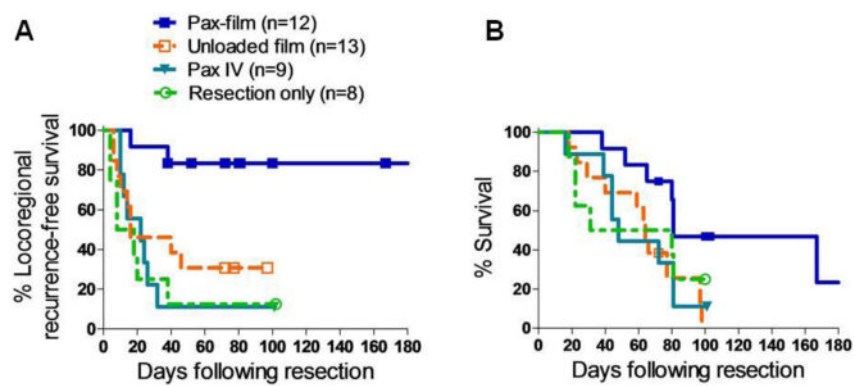 A
Pax-film (n=12)
Unloaded film (n=13)
Pax IV (n=9)
Resection only (n=8)
% Locoregional
recurrence-free survival
100
80
60
40
20
0
0 20 40 60 80 100 120 140 160 180
Days following resection
B
% Survival
100
80
60
40
20
0
0 20 40 60 80 100 120 140 160 180
Days following resection